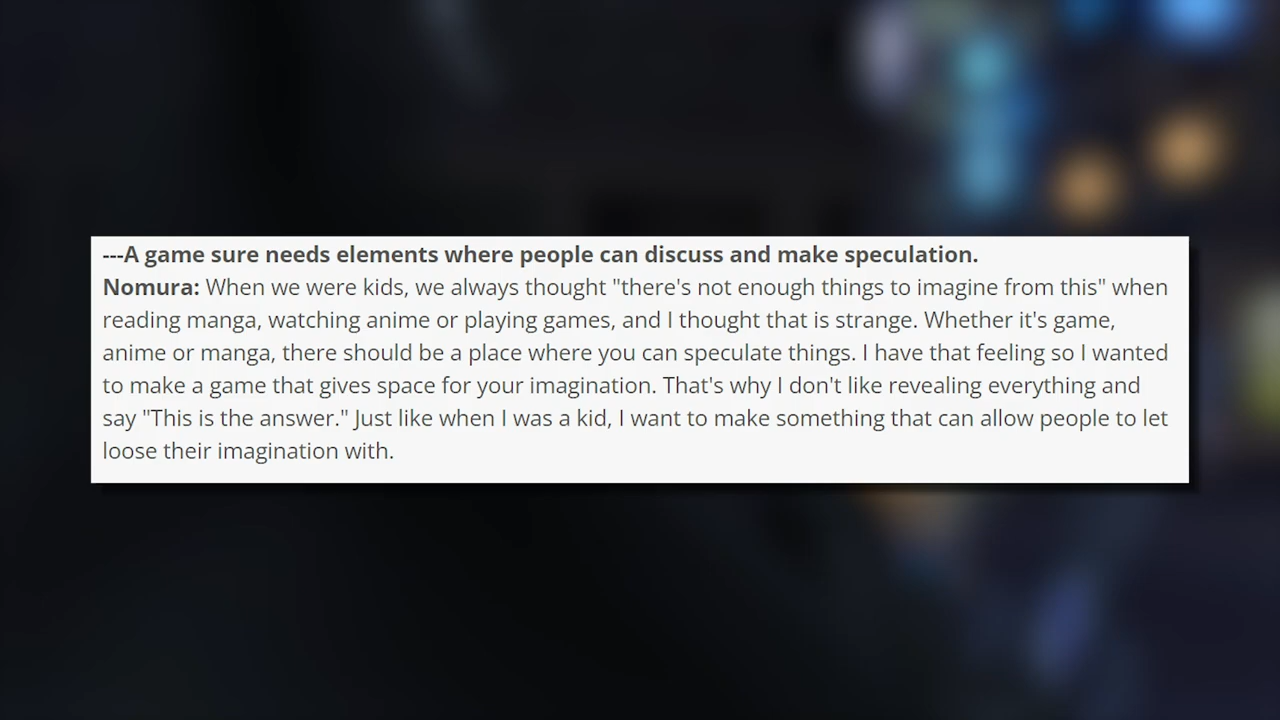 ---A game sure needs elements where people can discuss and make speculation.
Nomura: When we were kids, we always thought "there's not enough things to imagine from this" when
reading manga, watching anime or playing games, and I thought that is strange. Whether it's game,
anime or manga, there should be a place where you can speculate things. I have that feeling so I wanted
to make a game that gives space for your imagination. That's why I don't like revealing everything and
say "This is the answer." Just like when I was a kid, I want to make something that can allow people to let
loose their imagination with.